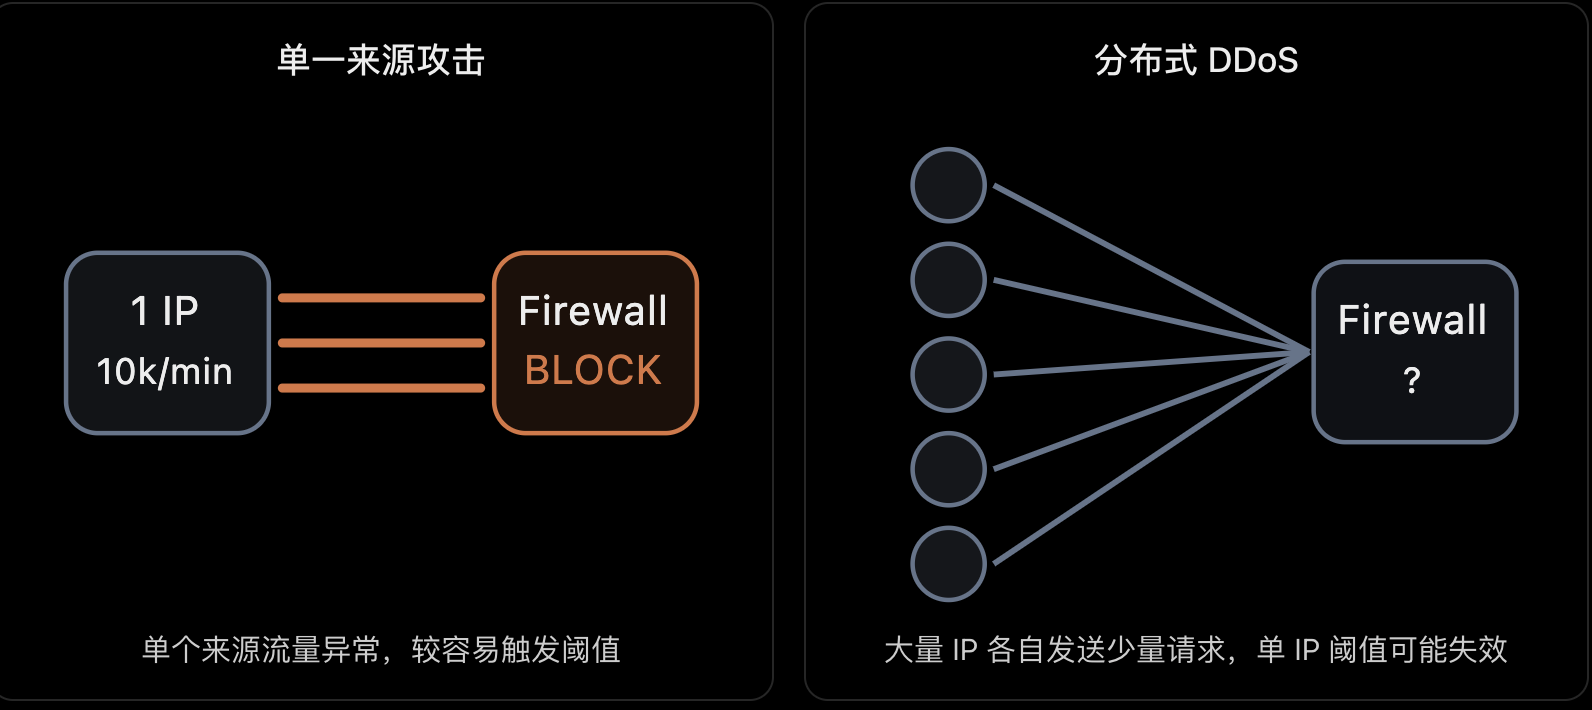 单一来源攻击
1 IP
10k/min
Firewall
BLOCK
单个来源流量异常，较容易触发阈值
分布式 DDoS
Firewall
?
大量 IP 各自发送少量请求，单 IP 阈值可能失效